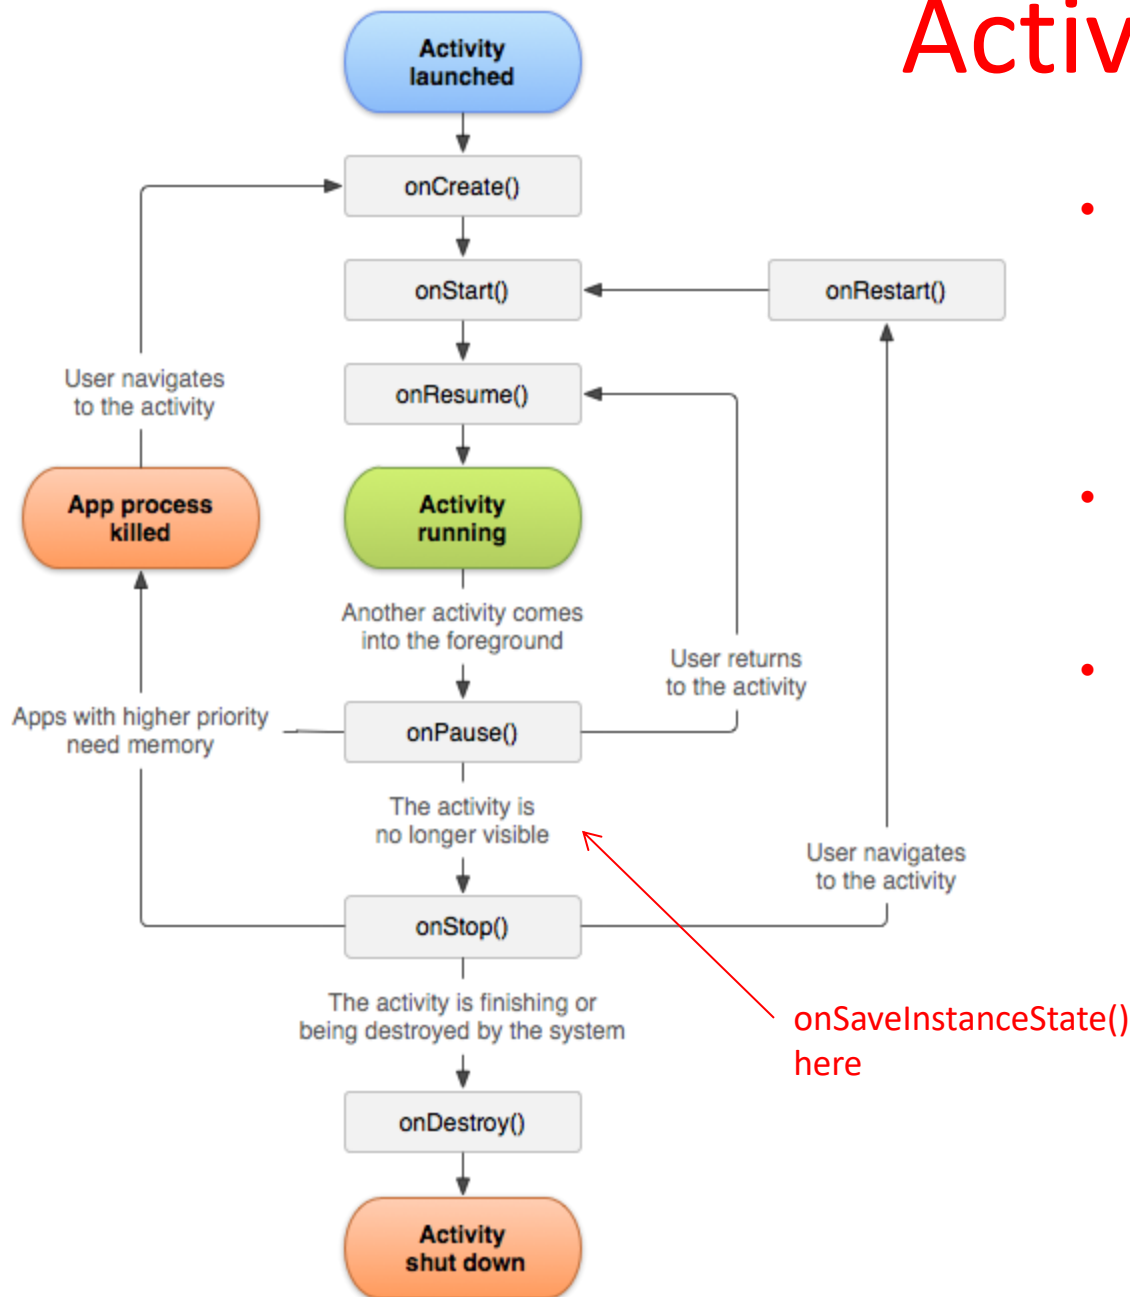 Activ
Activity
launched
onCreate()
onStart()
onRestart()
User navigates
to the activity
onResume()
App process
killed
Activity
running
Another activity comes
into the foreground
User returns
to the activity
Apps with higher priority
need memory
onPause()
The activity is
no longer visible
User navigates
to the activity
onStop()
The activity is finishing or
being destroyed by the system
onSaveInstanceState()
here
onDestroy()
Activity
shut down